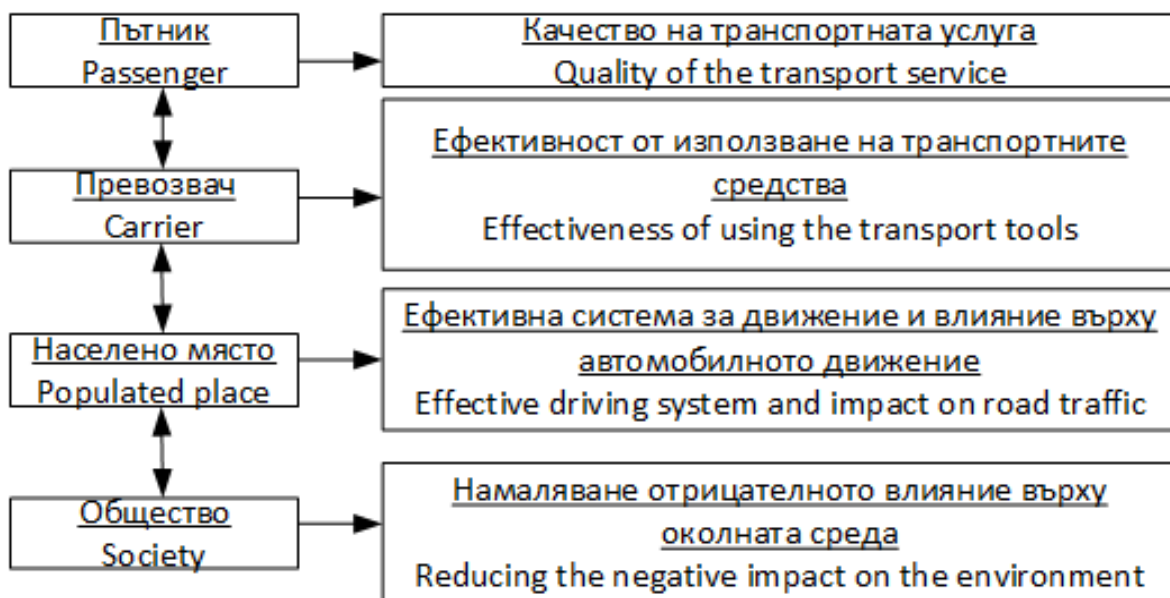 Пътник
Passenger
Качество на транспортната услуга
Quality of the transport service
Превозвач
Carrier
Ефективност от използване на транспортните
средства
Effectiveness of using the transport tools
Населено място
Populated place
Ефективна система за движение и влияние върху
автомобилното движение
Effective driving system and impact on road traffic
Общество
Society
Намаляване отрицателното влияние върху
околната среда
Reducing the negative impact on the environment